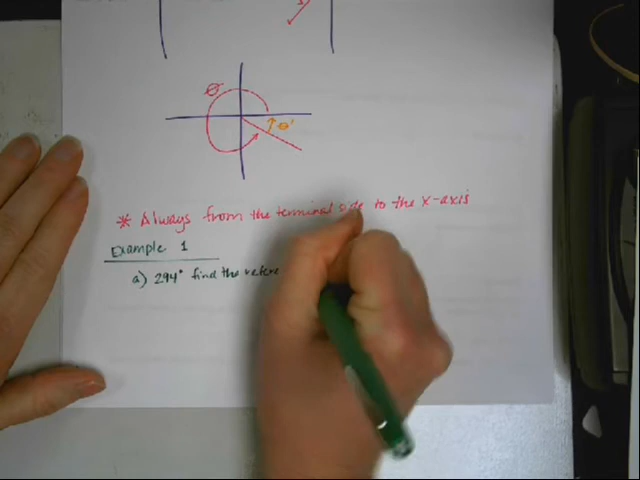 θ
θ'
* Always from the terminal side to the x-axis
Example 1
a) 294° find the refere